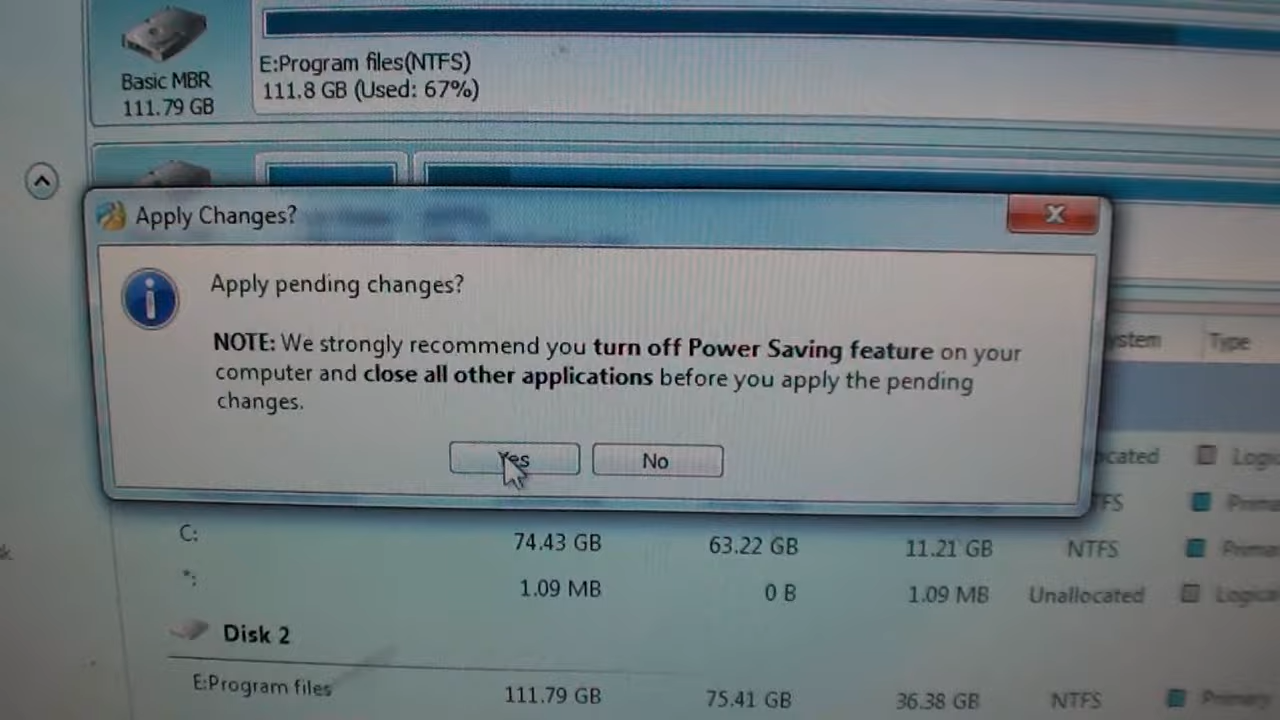 Basic MBR
111.79 GB
E:Program files(NTFS)
111.8 GB (Used: 67%)
Apply Changes?
Apply pending changes?
NOTE: We strongly recommend you turn off Power Saving feature on your
computer and close all other applications before you apply the pending
changes.
Yes No
Type
C: 74.43 GB 63.22 GB 11.21 GB NTFS
*: 1.09 MB 0 B 1.09 MB Unallocated
Disk 2
E:Program files 111.79 GB 75.41 GB 36.38 GB NTFS Primary